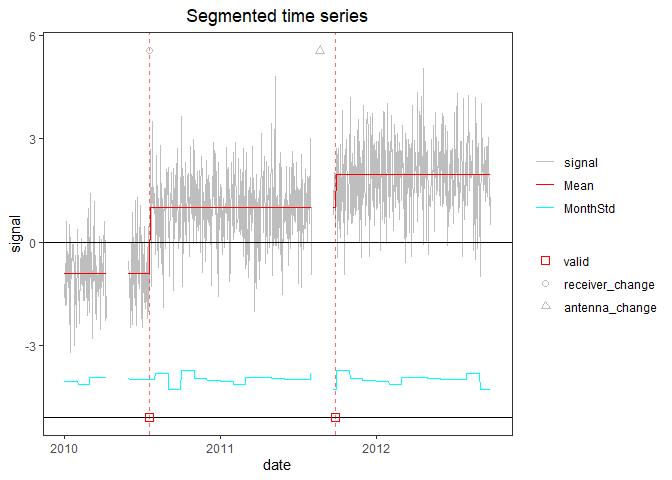 Segmented time series
signal
6
3
0
-3
2010
2011
2012
date
signal
Mean
MonthStd
valid
receiver_change
antenna_change